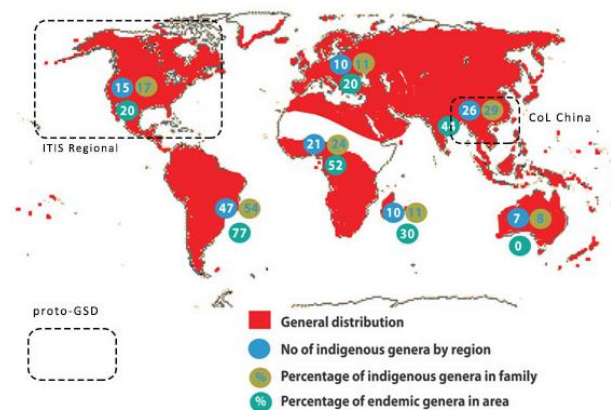 10 11
20
15 17
20
ITIS Regional
26 29
41
CoL China
21 24
52
47 54
77
10 11
30
7 8
0
proto-GSD
General distribution
No of indigenous genera by region
% Percentage of indigenous genera in family
% Percentage of endemic genera in area